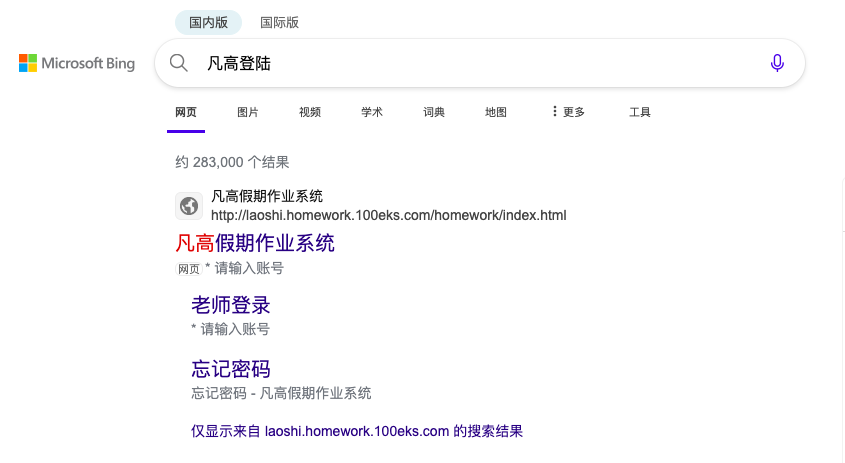 国内版 国际版
Microsoft Bing 凡高登陆
网页 图片 视频 学术 词典 地图 更多 工具
约 283,000 个结果
凡高假期作业系统
http://laoshi.homework.100eks.com/homework/index.html
凡高假期作业系统
网页 * 请输入账号
老师登录
* 请输入账号
忘记密码
忘记密码 - 凡高假期作业系统
仅显示来自 laoshi.homework.100eks.com 的搜索结果